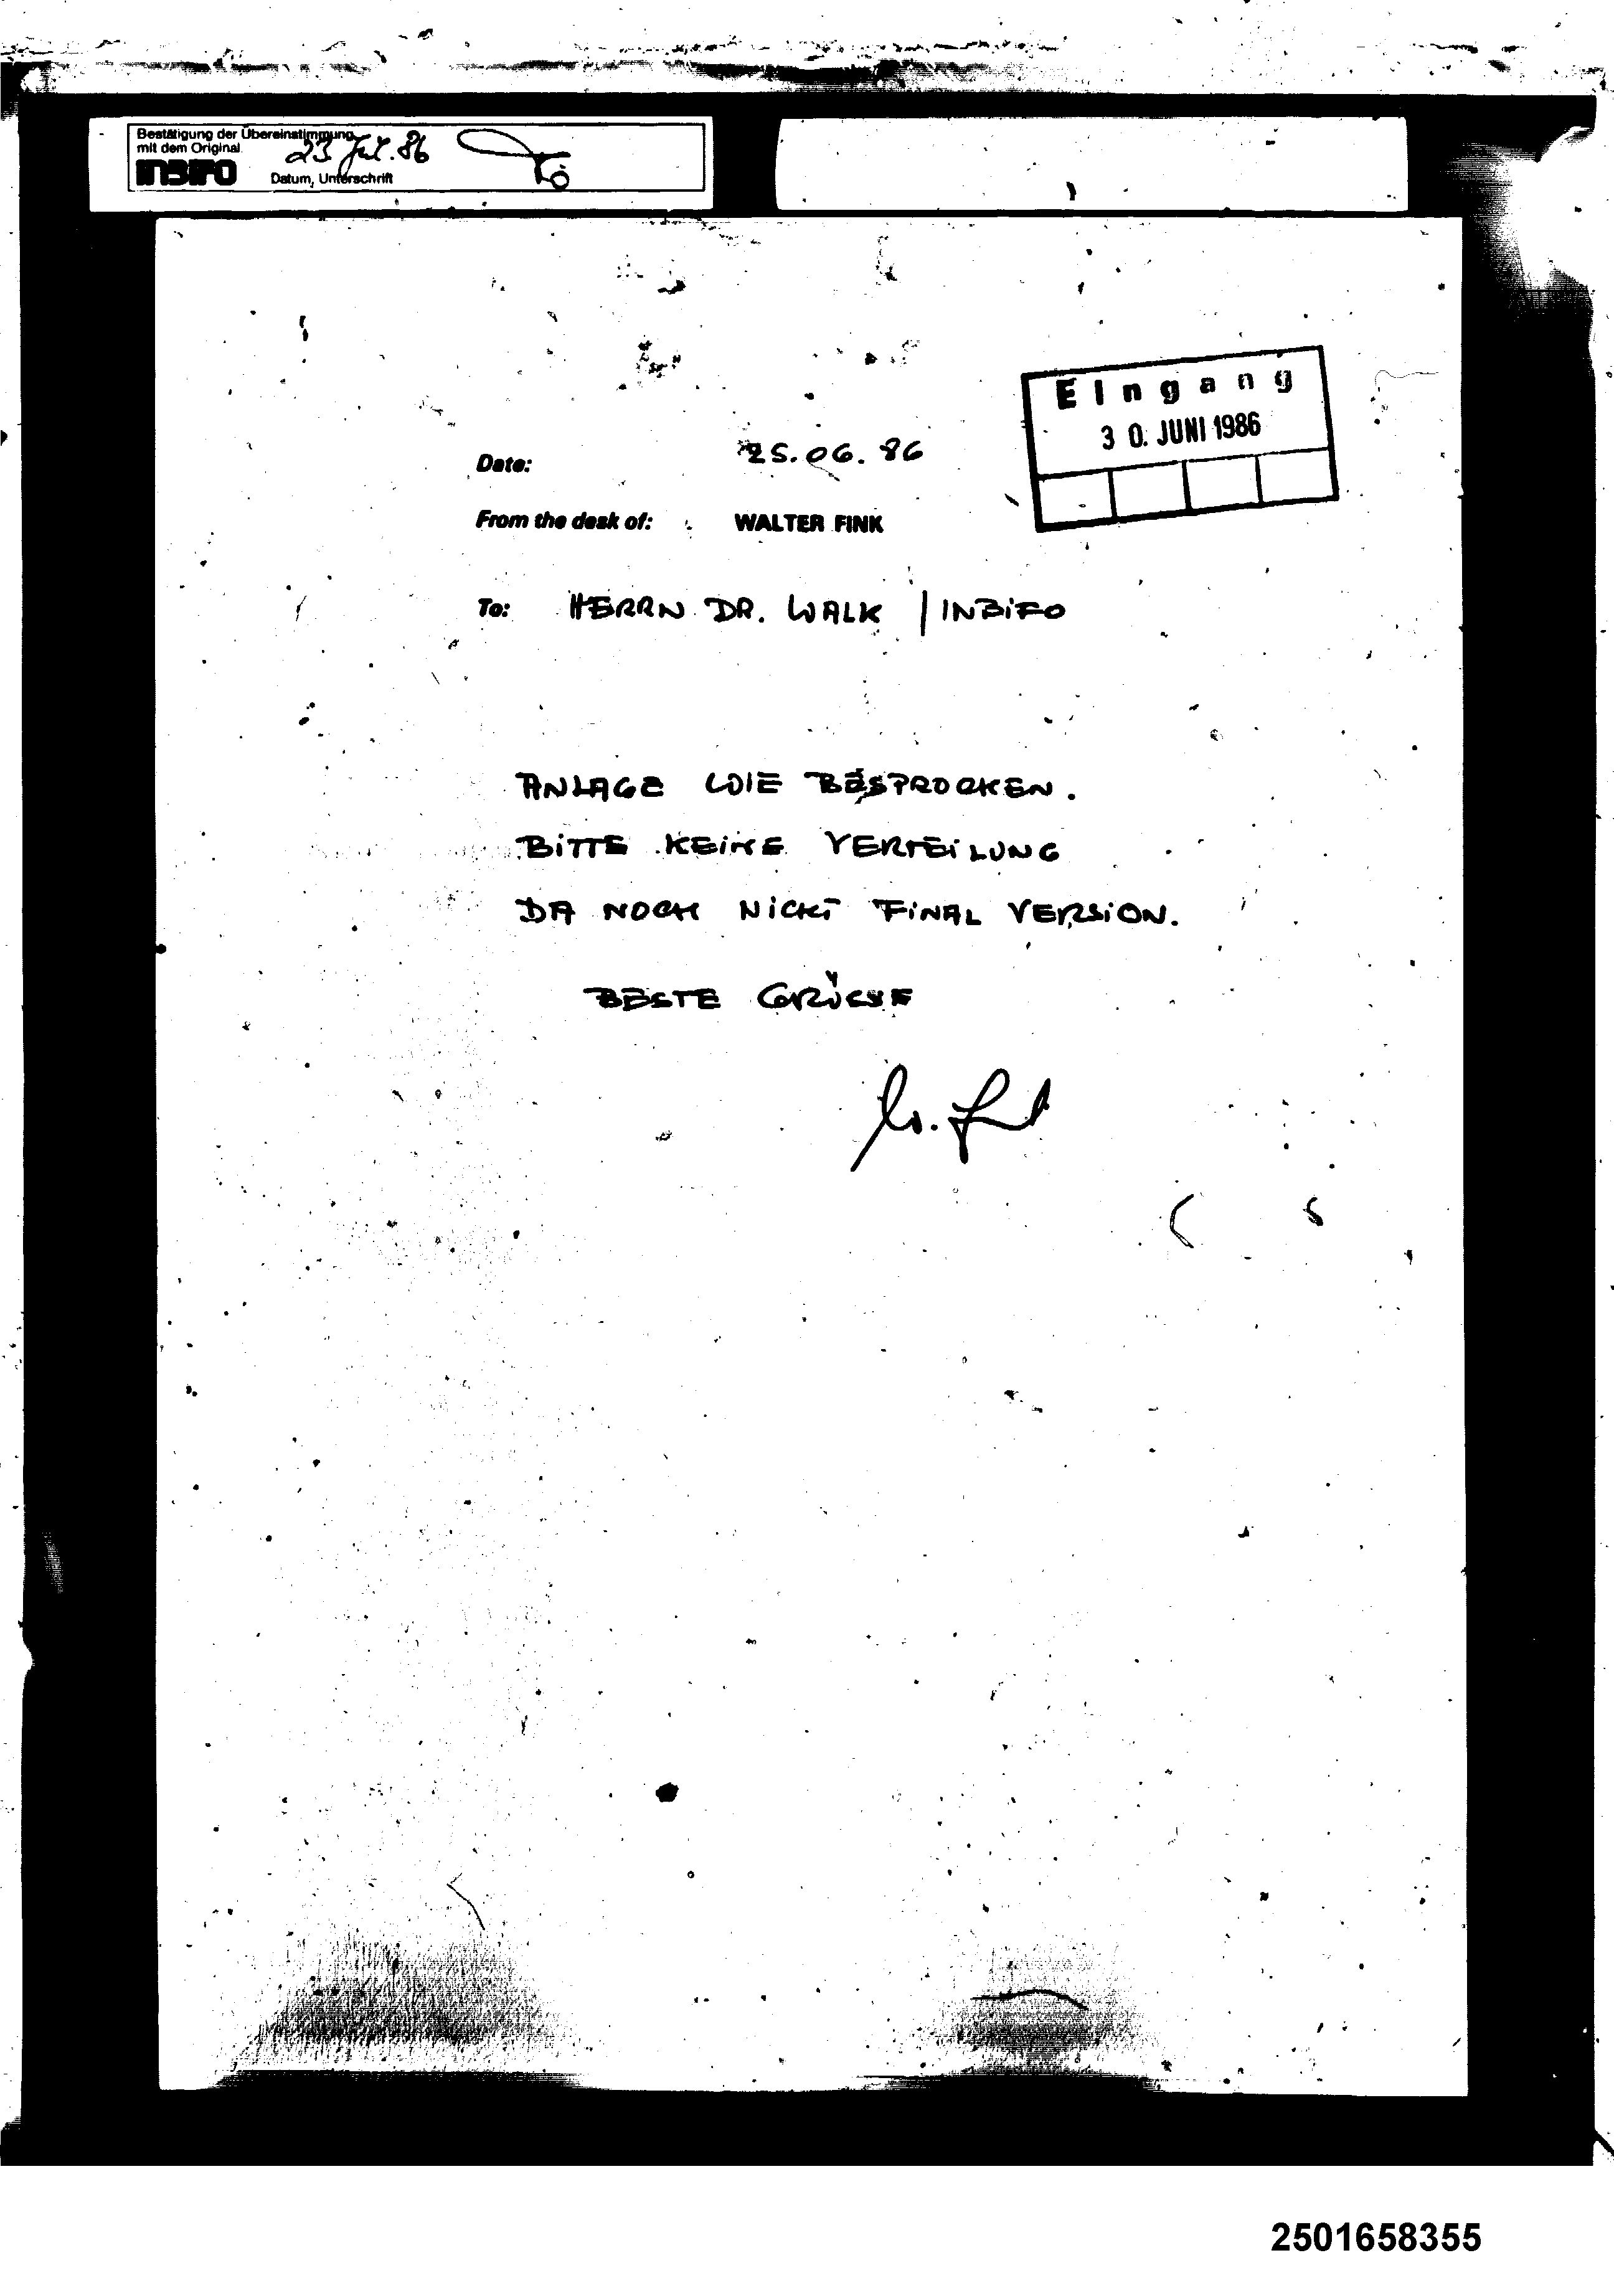 Bestätigung der Übereinstimmung
mit dem Original
INBIFO
23. Jul. 86
Datum, Unterschrift
Eingang
30. JUNI 1986
Date: 25.06.86
From the desk of: WALTER FINK
To: HERRN DR. WALK / INBIFO
ANLAGE WIE BESPROCHEN.
BITTE KEINE VERTEILUNG
DA NOCH NICHT FINAL VERSION.
BESTE GRÜSSE
W. Fink
2501658355